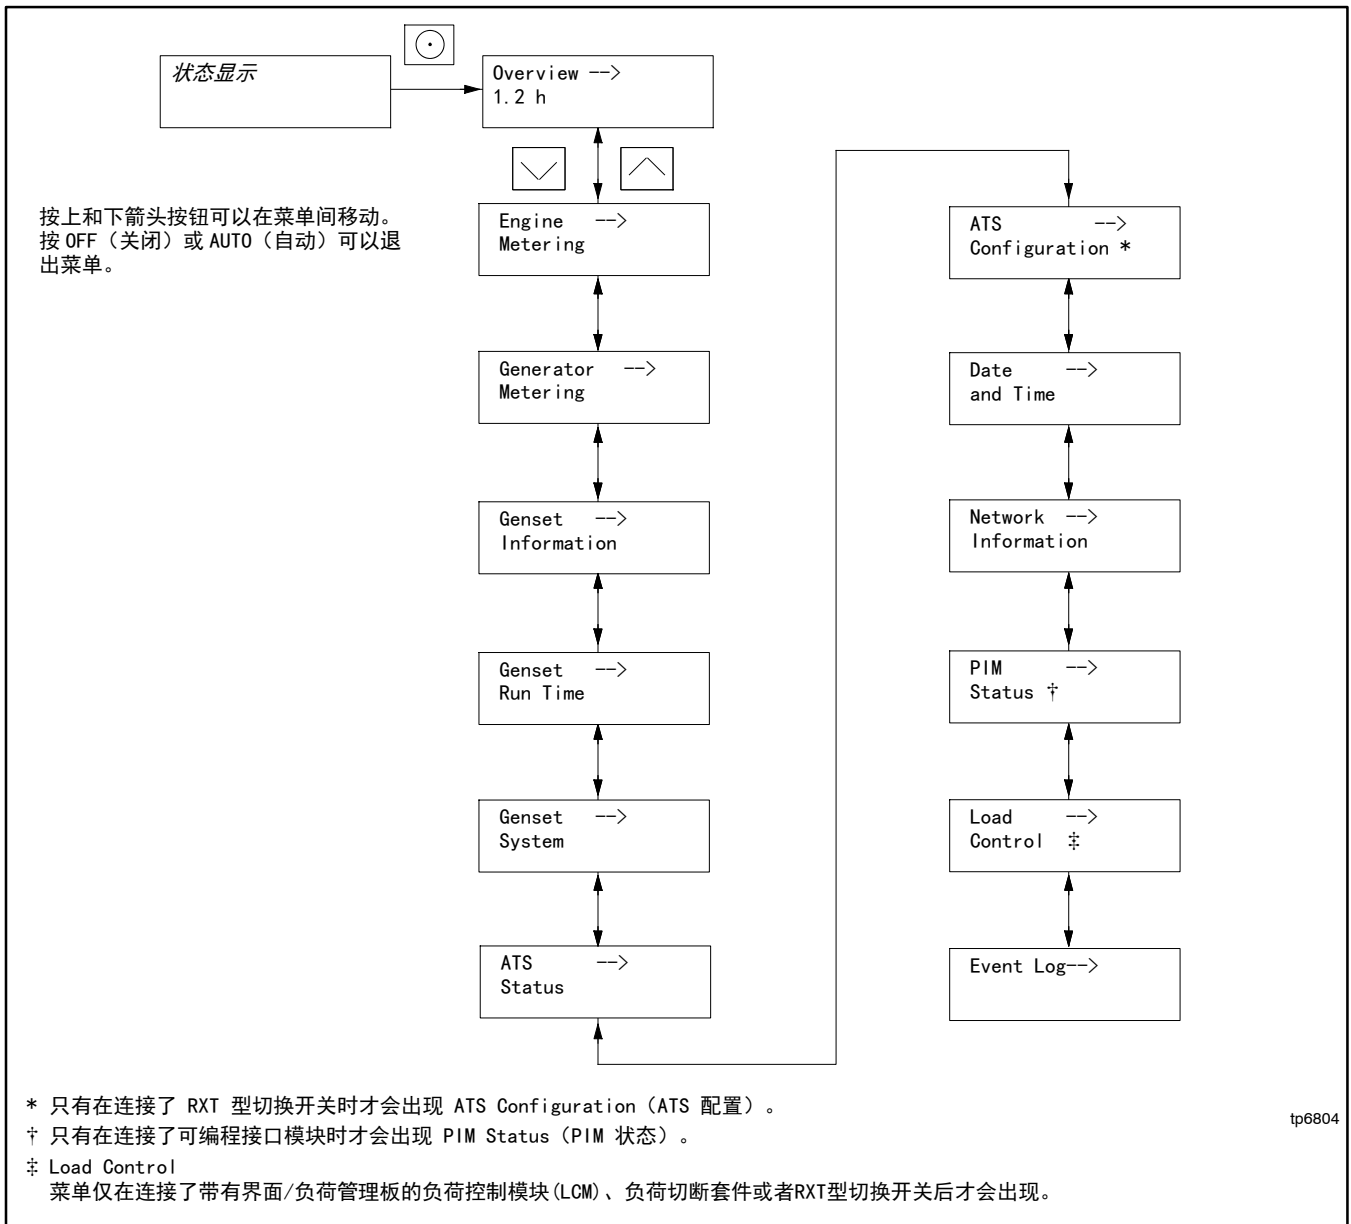 状态显示
Overview -->
1.2 h
按上和下箭头按钮可以在菜单间移动。
按 OFF（关闭）或 AUTO（自动）可以退
出菜单。
Engine -->
Metering
Generator -->
Metering
Genset -->
Information
Genset -->
Run Time
Genset -->
System
ATS -->
Status
ATS -->
Configuration *
Date -->
and Time
Network -->
Information
PIM -->
Status †
Load -->
Control ‡
Event Log-->
* 只有在连接了 RXT 型切换开关时才会出现 ATS Configuration（ATS 配置）。
† 只有在连接了可编程接口模块时才会出现 PIM Status（PIM 状态）。
‡ Load Control
菜单仅在连接了带有界面/负荷管理板的负荷控制模块(LCM)、负荷切断套件或者RXT型切换开关后才会出现。
tp6804